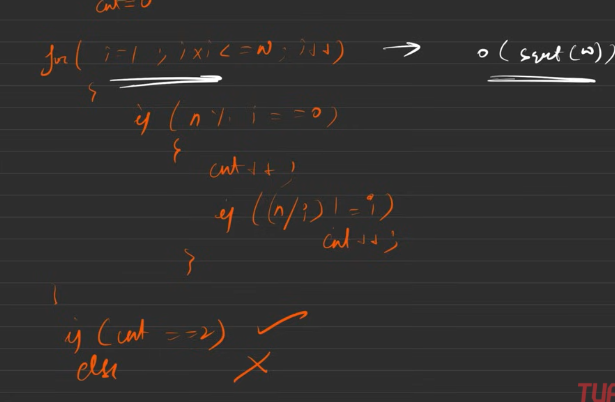 cnt=0
for( i=1 ; i*i<=N ; i++) → O(sqrt(N))
{
if (n % i ==0)
{
cnt++;
if ((n/i) != i)
cnt++;
}
}
if (cnt ==2) ✓
else ✗
TUF